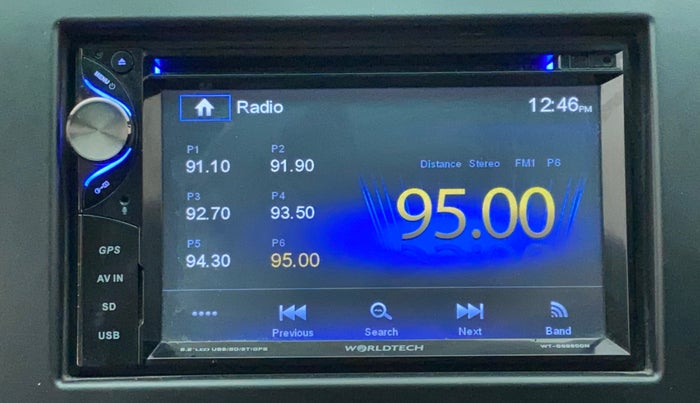 MENU
Radio
12:46PM
P1
91.10
P2
91.90
P3
92.70
P4
93.50
P5
94.30
P6
95.00
Distance Stereo FM1 P6
95.00
GPS
AV IN
SD
USB
Previous
Search
Next
Band
WORLDTECH